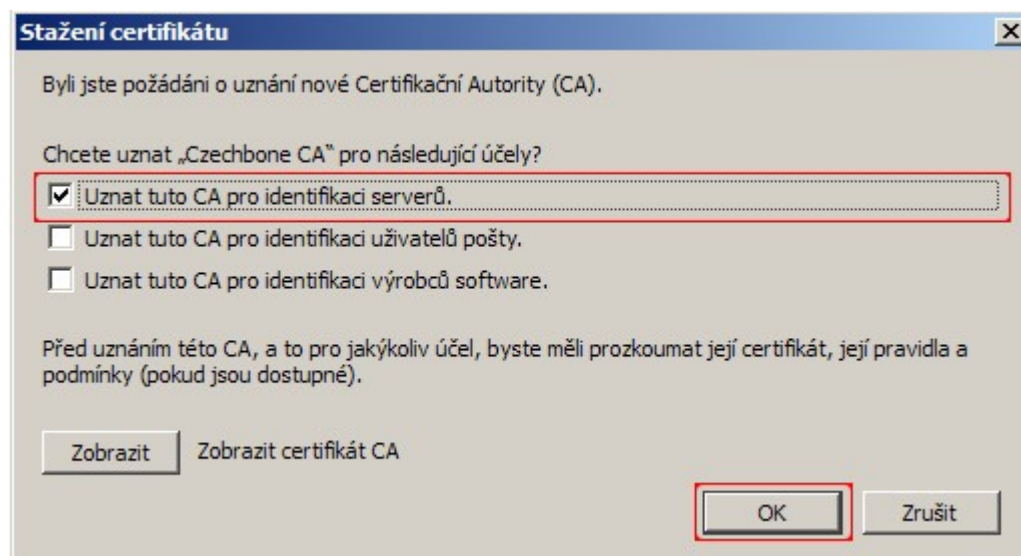 Stažení certifikátu
Byli jste požádáni o uznání nové Certifikační Autority (CA).
Chcete uznat „Czechbone CA“ pro následující účely?
Uznat tuto CA pro identifikaci serverů.
Uznat tuto CA pro identifikaci uživatelů pošty.
Uznat tuto CA pro identifikaci výrobců software.
Před uznáním této CA, a to pro jakýkoliv účel, byste měli prozkoumat její certifikát, její pravidla a
podmínky (pokud jsou dostupné).
Zobrazit Zobrazit certifikát CA
OK Zrušit